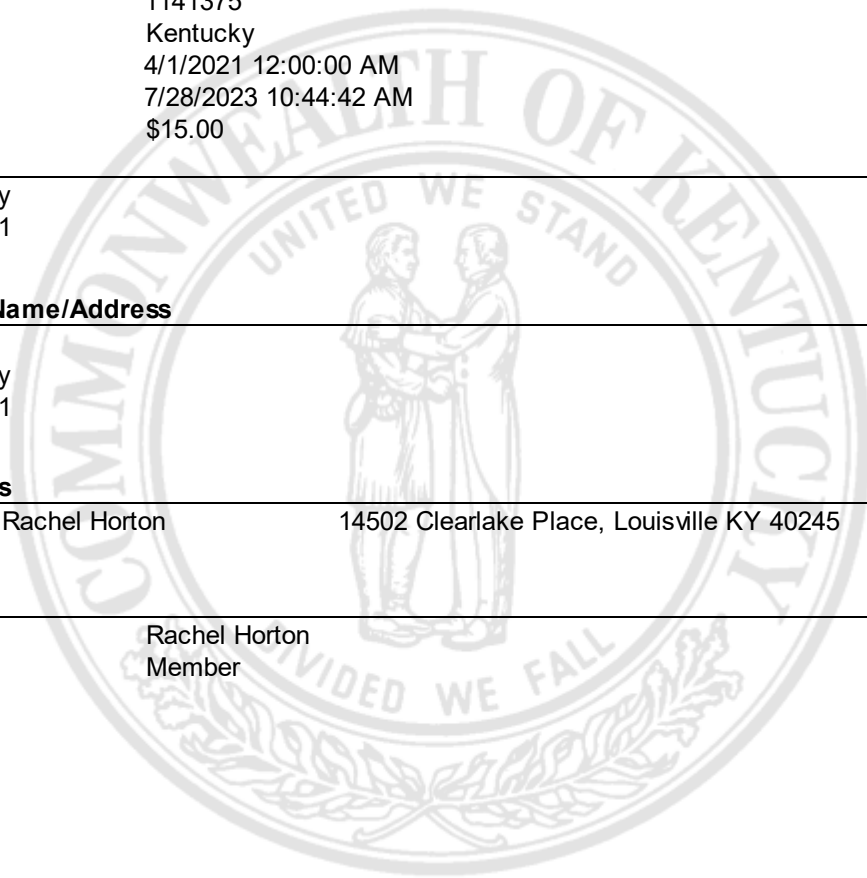 1141375
Kentucky
4/1/2021 12:00:00 AM
7/28/2023 10:44:42 AM
$15.00
y
1
Name/Address
y
1
s
Rachel Horton 14502 Clearlake Place, Louisville KY 40245
Rachel Horton
Member
COMMONWEALTH OF KENTUCKY
UNITED WE STAND
DIVIDED WE FALL